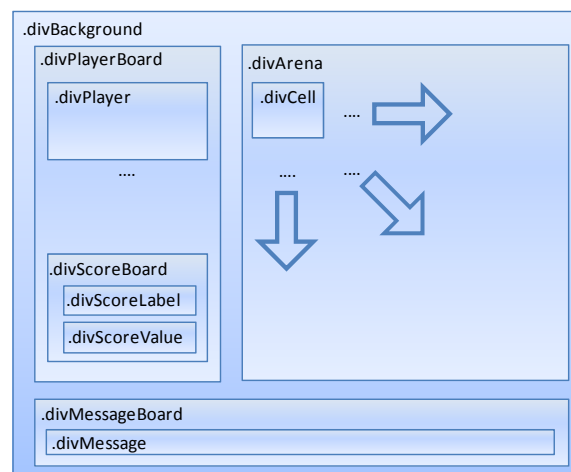 .divBackground
.divPlayerBoard
.divPlayer
....
.divScoreBoard
.divScoreLabel
.divScoreValue
.divArena
.divCell
....
....
....
.divMessageBoard
.divMessage